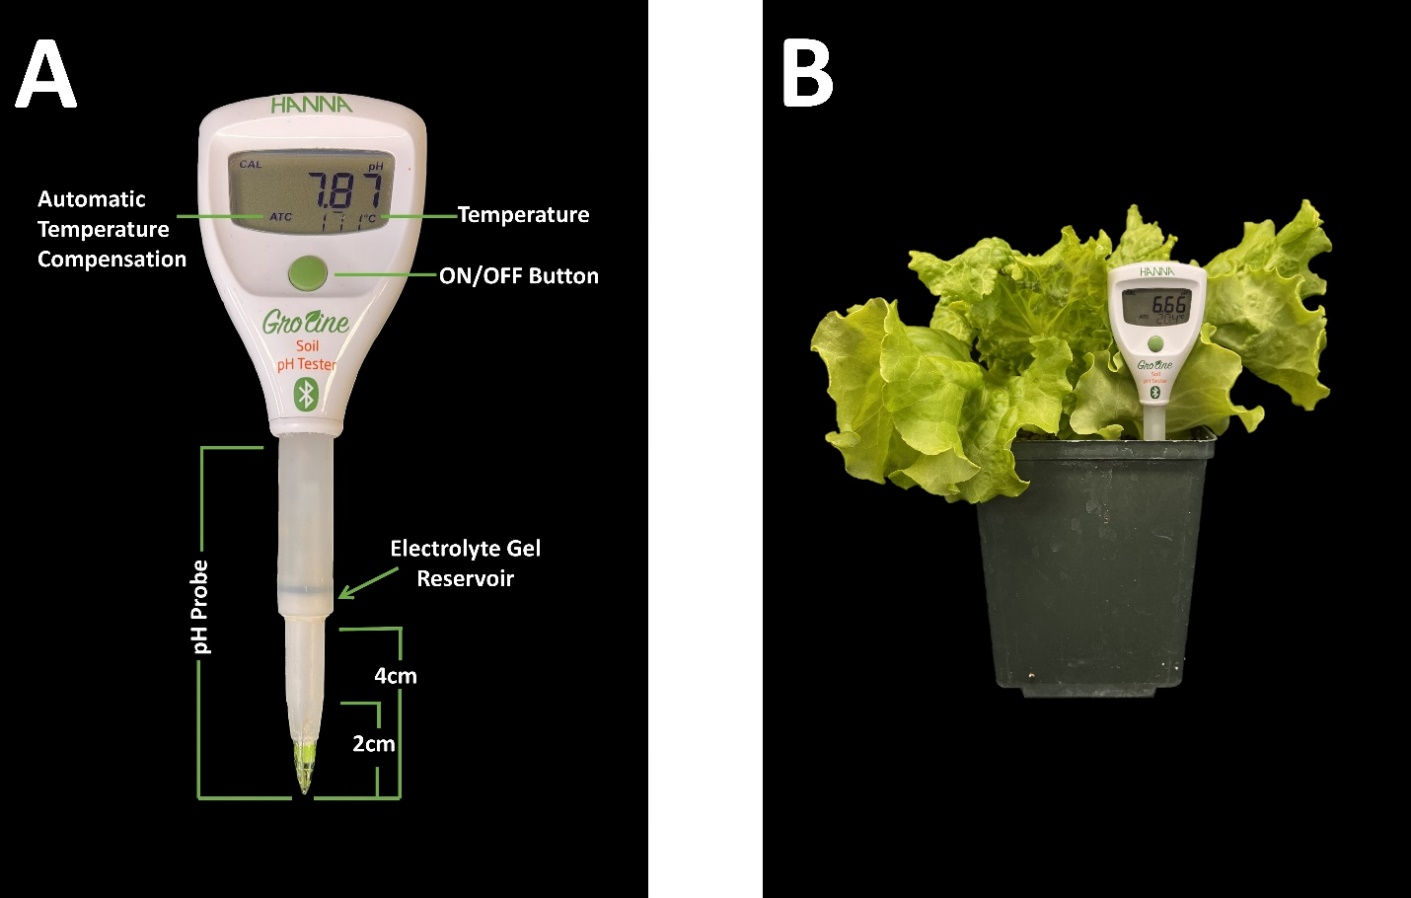 A
HANNA
CAL
pH
7.87
ATC
°C
Automatic
Temperature
Compensation
Temperature
ON/OFF Button
GroLine
Soil
pH Tester
pH Probe
Electrolyte Gel
Reservoir
4cm
2cm
B
HANNA
6.66
GroLine
Soil
pH Tester